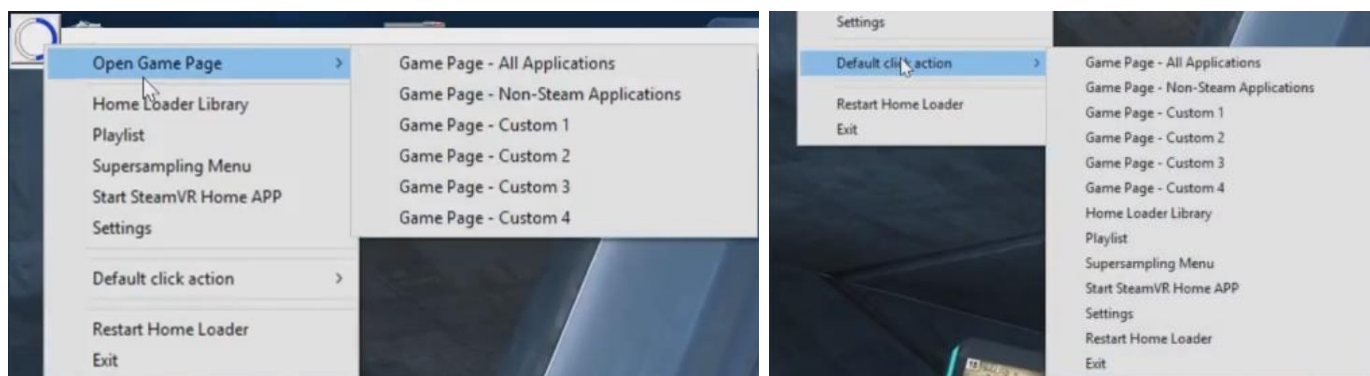 Open Game Page
Home Loader Library
Playlist
Supersampling Menu
Start SteamVR Home APP
Settings
Default click action
Restart Home Loader
Exit
Game Page - All Applications
Game Page - Non-Steam Applications
Game Page - Custom 1
Game Page - Custom 2
Game Page - Custom 3
Game Page - Custom 4
Settings
Default click action
Restart Home Loader
Exit
Game Page - All Applications
Game Page - Non-Steam Applications
Game Page - Custom 1
Game Page - Custom 2
Game Page - Custom 3
Game Page - Custom 4
Home Loader Library
Playlist
Supersampling Menu
Start SteamVR Home APP
Settings
Restart Home Loader
Exit